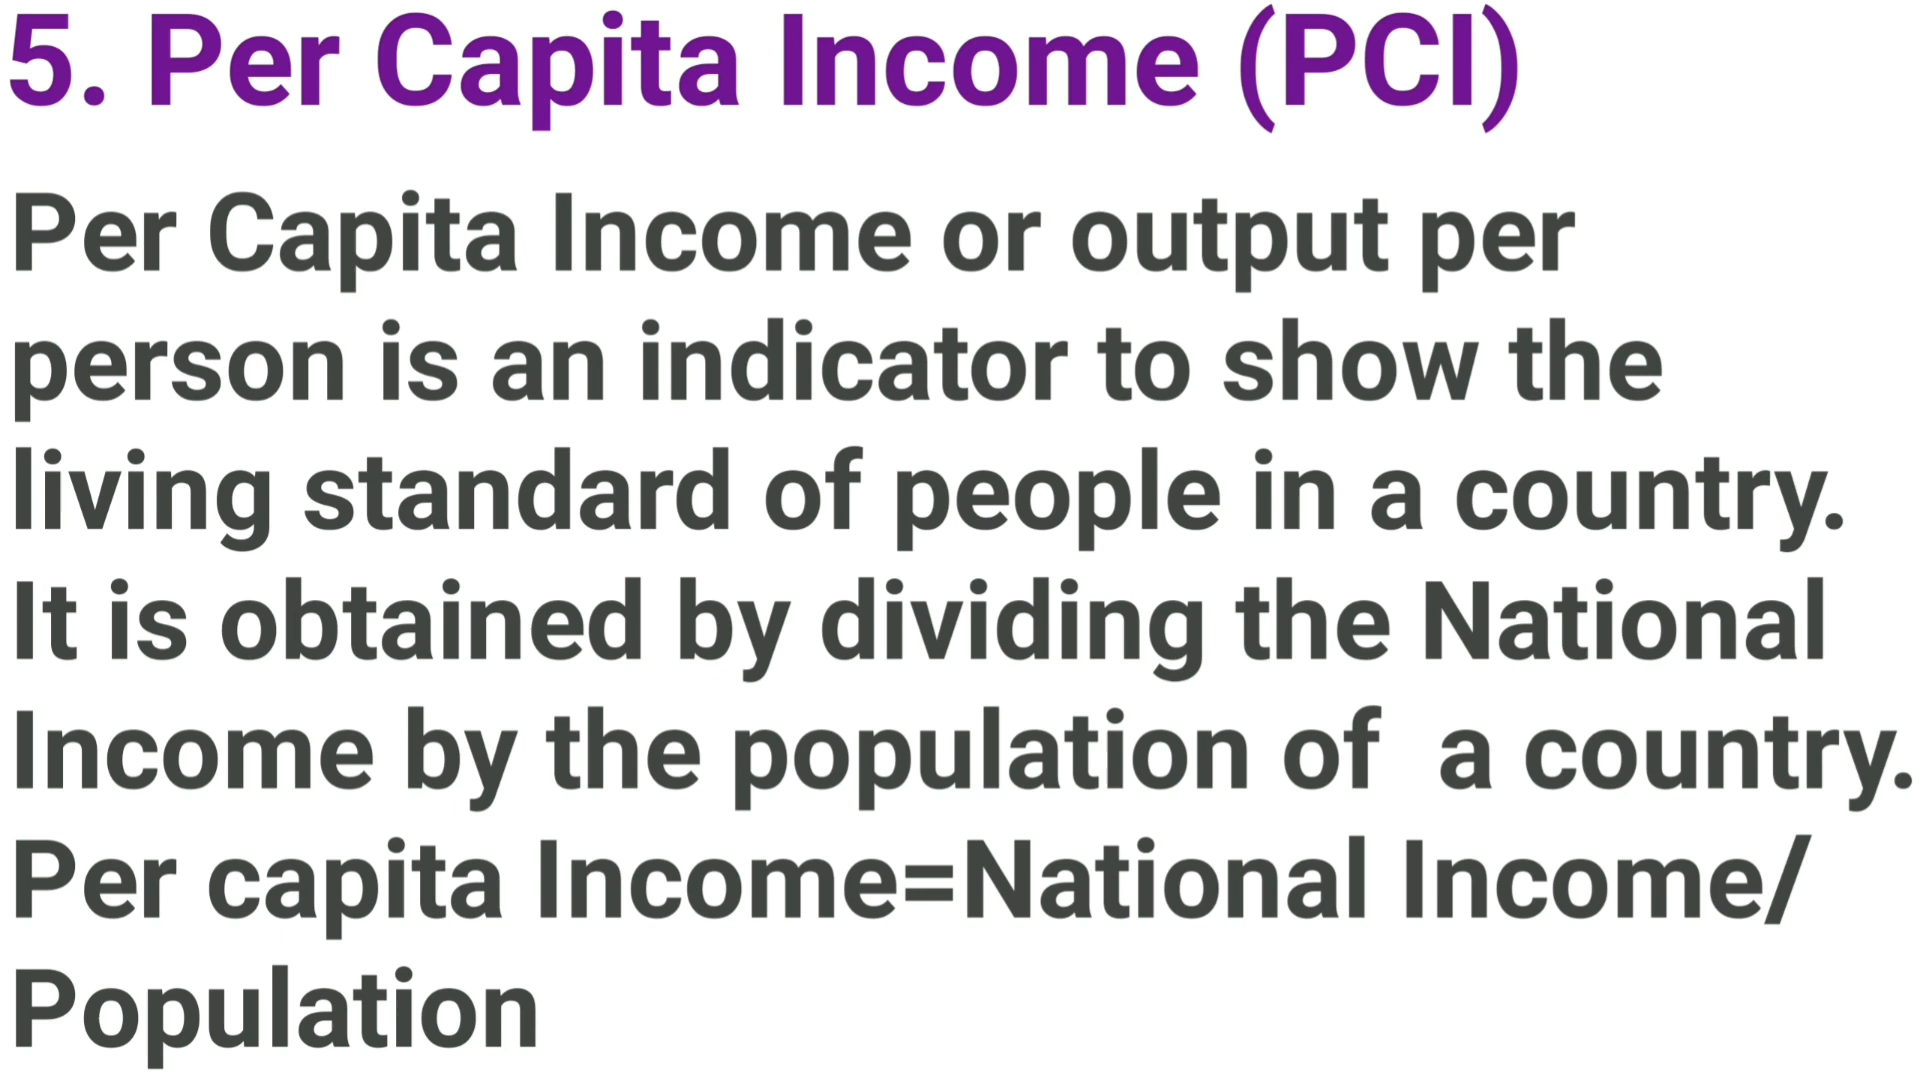 5. Per Capita Income (PCI)
Per Capita Income or output per
person is an indicator to show the
living standard of people in a country.
It is obtained by dividing the National
Income by the population of  a country.
Per capita Income=National Income/
Population